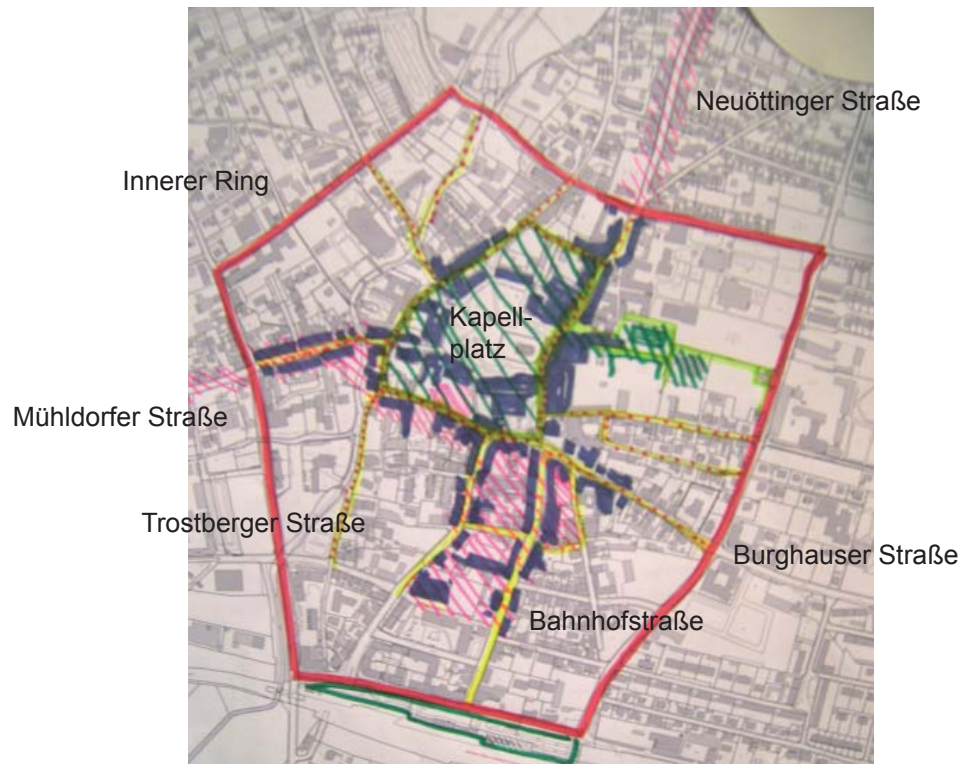 Neuöttinger Straße
Innerer Ring
Kapell-
platz
Mühldorfer Straße
Trostberger Straße
Burghauser Straße
Bahnhofstraße